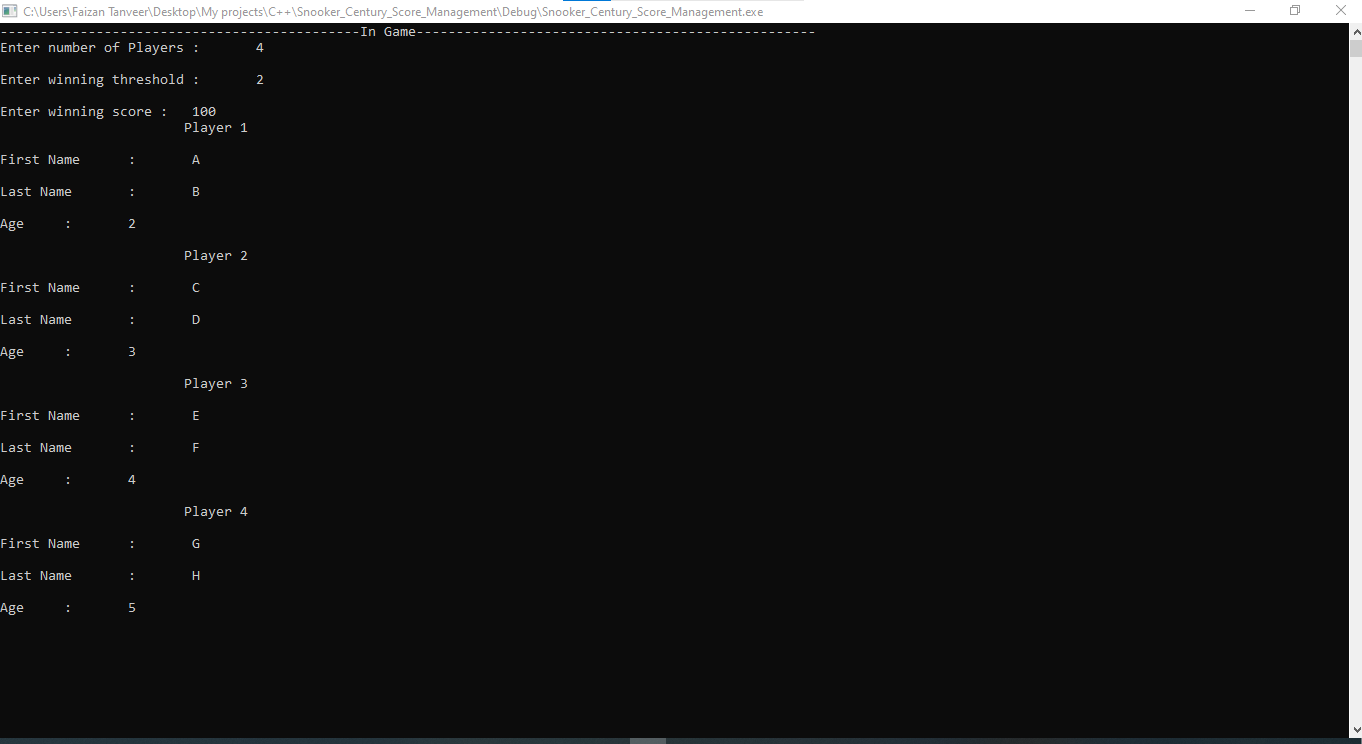 C:\Users\Faizan Tanveer\Desktop\My projects\C++\Snooker_Century_Score_Management\Debug\Snooker_Century_Score_Management.exe
---------------------------------------------In Game--------------------------------------------------
Enter number of Players :       4
Enter winning threshold :       2
Enter winning score :   100
                       Player 1
First Name      :       A
Last Name       :       B
Age     :       2
                       Player 2
First Name      :       C
Last Name       :       D
Age     :       3
                       Player 3
First Name      :       E
Last Name       :       F
Age     :       4
                       Player 4
First Name      :       G
Last Name       :       H
Age     :       5